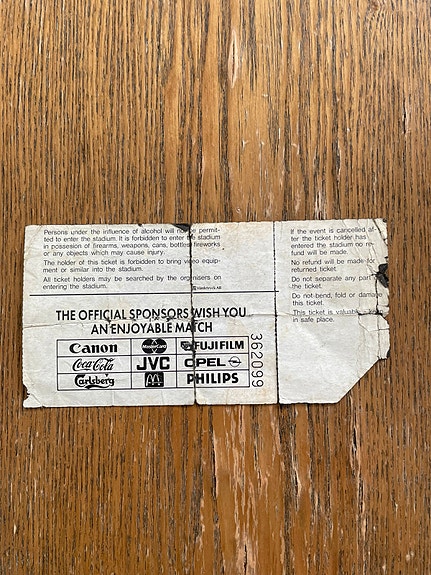 Persons under the influence of alcohol will not be permit-
ted to enter the stadium. It is forbidden to enter the stadium
in possesion of firearms, weapons, cans, bottles fireworks
or any objects which may cause injury.
The holder of this ticket is forbidden to bring video equip-
ment or similar into the stadium.
All ticket holders may be searched by the organisers on
entering the stadium.
THE OFFICIAL SPONSORS WISH YOU
AN ENJOYABLE MATCH
Canon MasterCard FUJIFILM
Coca-Cola JVC OPEL
Carlsberg M PHILIPS
362099
If the event is cancelled af-
ter the ticket holder has
entered the stadium no re-
fund will be made.
No refund will be made for
returned ticket
Do not separate any part
the ticket.
Do not bend, fold or damage
this ticket.
This ticket is valuable, keep
in safe place.